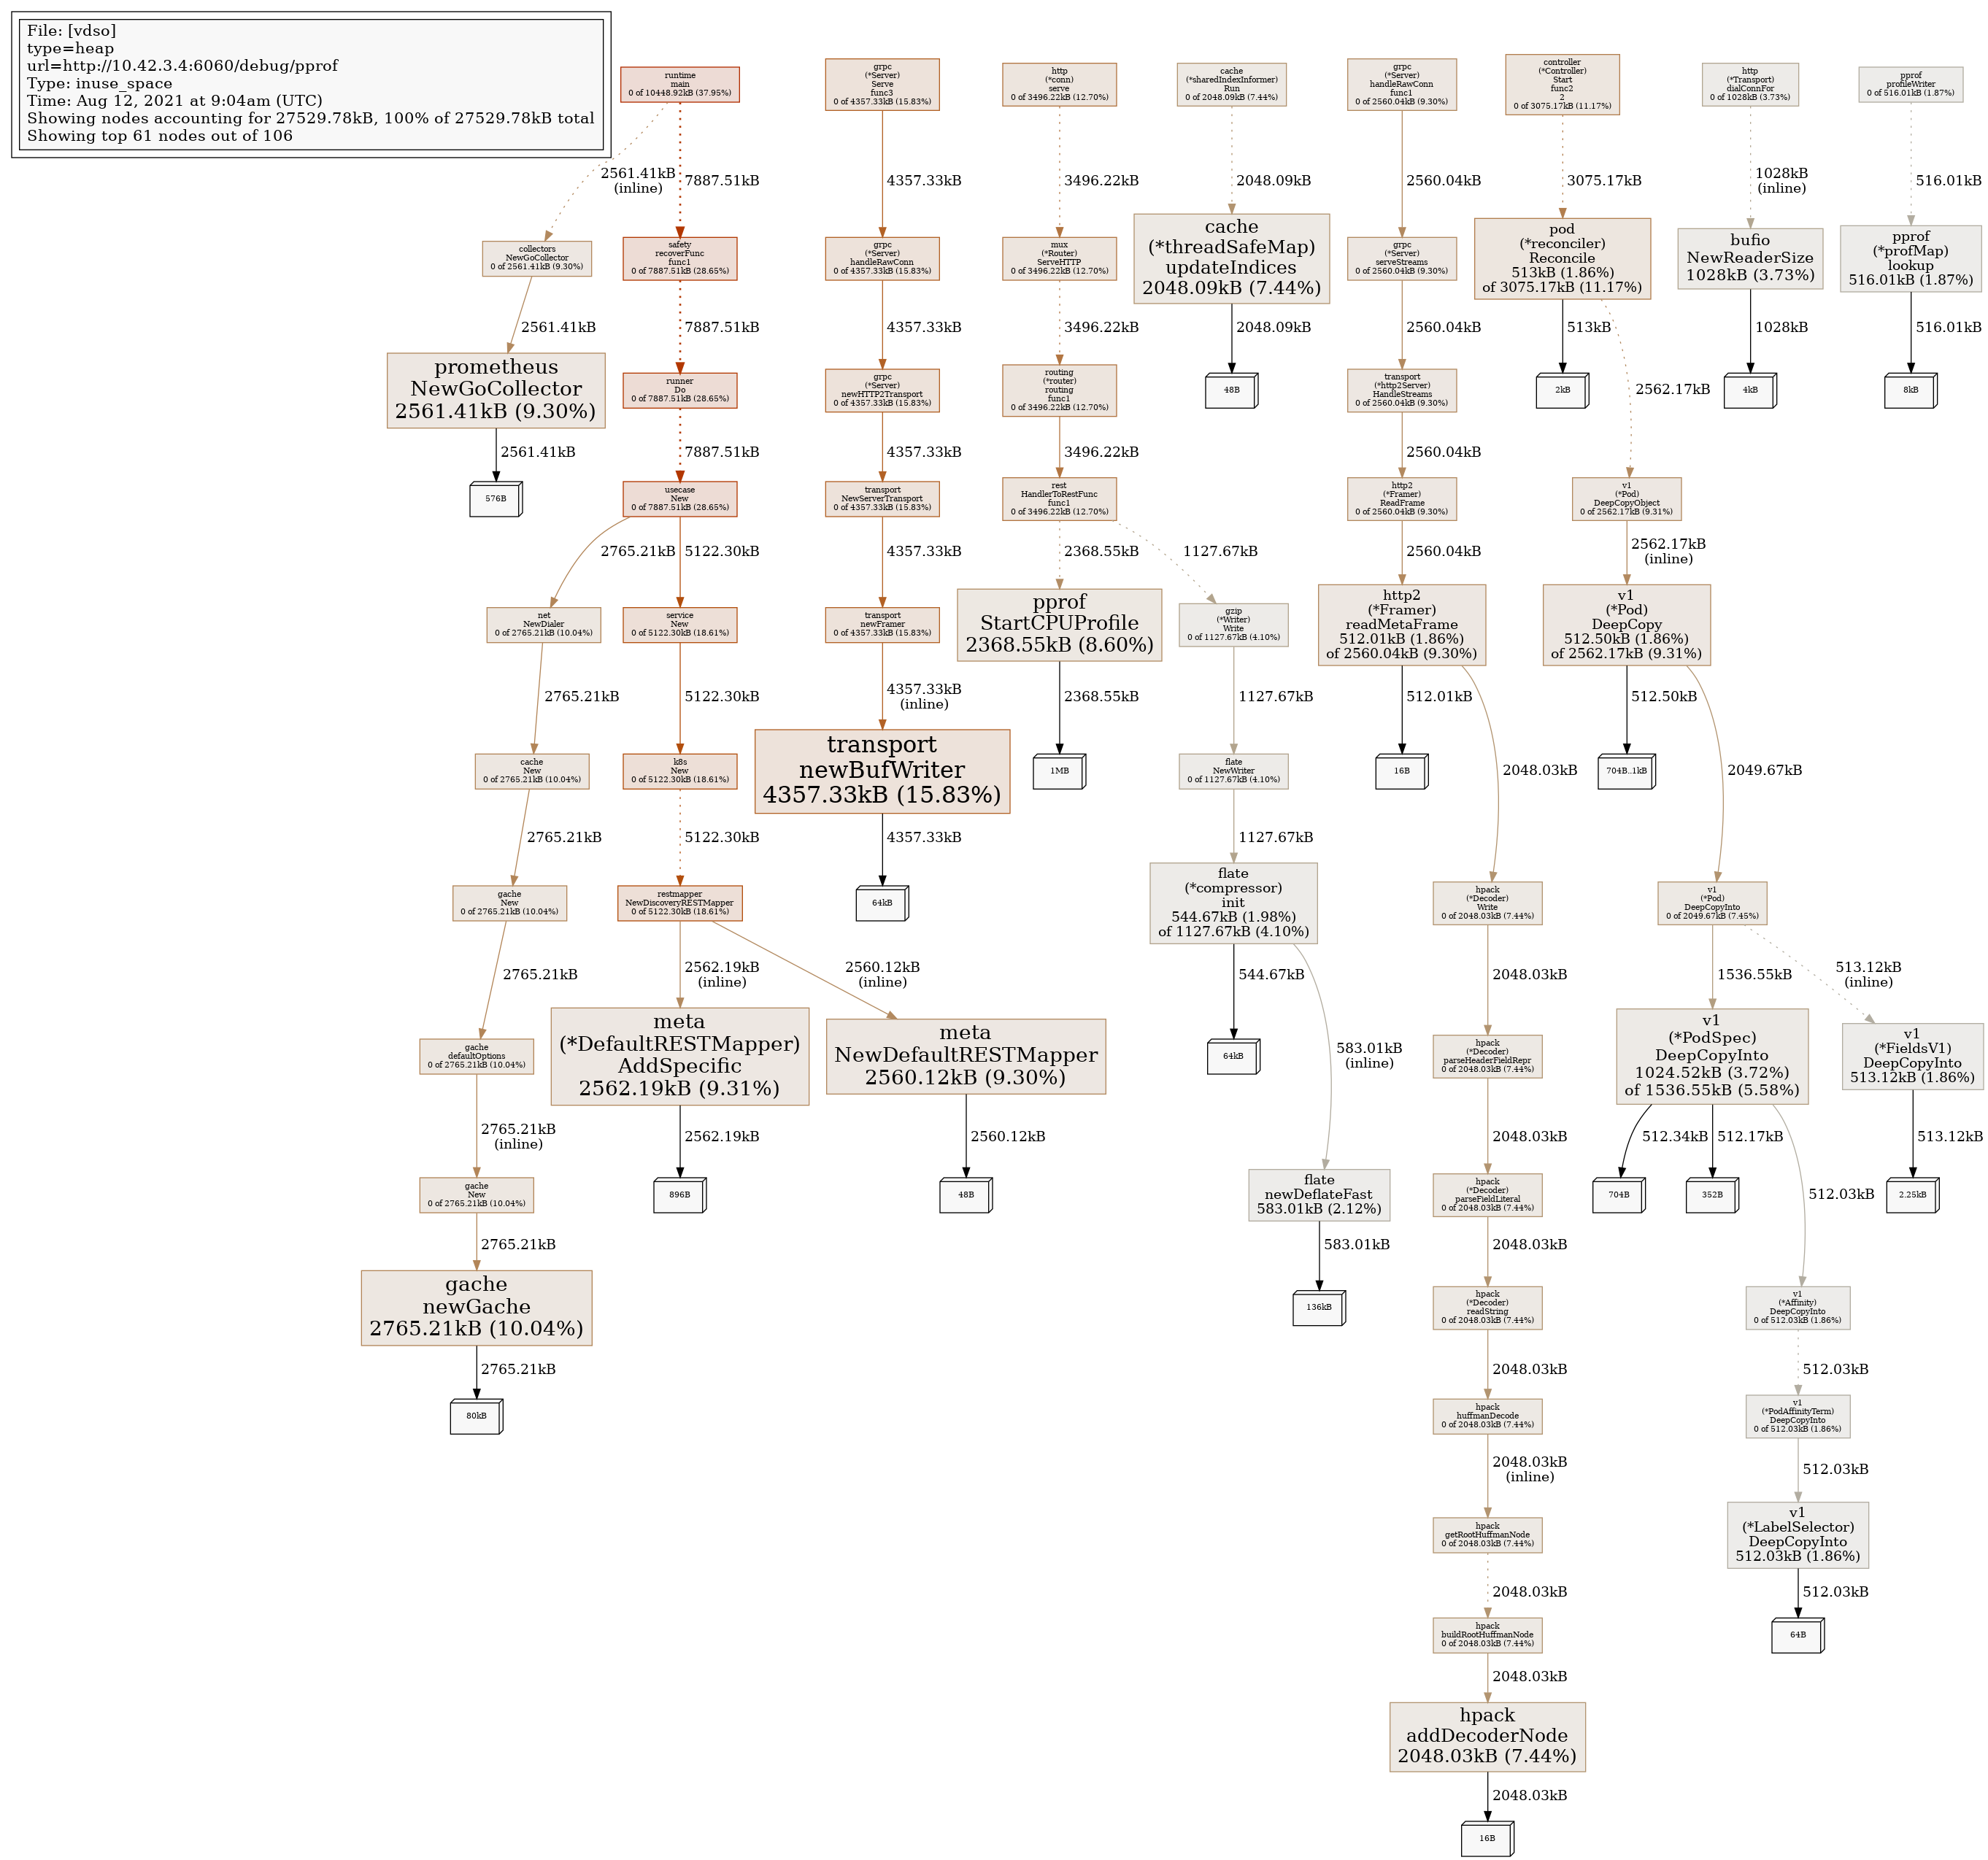 File: [vdso]
type=heap
url=http://10.42.3.4:6060/debug/pprof
Type: inuse_space
Time: Aug 12, 2021 at 9:04am (UTC)
Showing nodes accounting for 27529.78kB, 100% of 27529.78kB total
Showing top 61 nodes out of 106
runtime
main
0 of 10448.92kB (37.95%)
2561.41kB
(inline)
7887.51kB
collectors
NewGoCollector
0 of 2561.41kB (9.30%)
2561.41kB
prometheus
NewGoCollector
2561.41kB (9.30%)
2561.41kB
576B
safety
recoverFunc
func1
0 of 7887.51kB (28.65%)
7887.51kB
runner
Do
0 of 7887.51kB (28.65%)
7887.51kB
usecase
New
0 of 7887.51kB (28.65%)
2765.21kB
5122.30kB
net
NewDialer
0 of 2765.21kB (10.04%)
2765.21kB
cache
New
0 of 2765.21kB (10.04%)
2765.21kB
gache
New
0 of 2765.21kB (10.04%)
2765.21kB
gache
defaultOptions
0 of 2765.21kB (10.04%)
2765.21kB
(inline)
gache
New
0 of 2765.21kB (10.04%)
2765.21kB
gache
newGache
2765.21kB (10.04%)
2765.21kB
80kB
service
New
0 of 5122.30kB (18.61%)
5122.30kB
k8s
New
0 of 5122.30kB (18.61%)
5122.30kB
restmapper
NewDiscoveryRESTMapper
0 of 5122.30kB (18.61%)
2562.19kB
(inline)
2560.12kB
(inline)
meta
(*DefaultRESTMapper)
AddSpecific
2562.19kB (9.31%)
2562.19kB
896B
meta
NewDefaultRESTMapper
2560.12kB (9.30%)
2560.12kB
48B
grpc
(*Server)
Serve
func3
0 of 4357.33kB (15.83%)
4357.33kB
grpc
(*Server)
handleRawConn
0 of 4357.33kB (15.83%)
4357.33kB
grpc
(*Server)
newHTTP2Transport
0 of 4357.33kB (15.83%)
4357.33kB
transport
NewServerTransport
0 of 4357.33kB (15.83%)
4357.33kB
transport
newFramer
0 of 4357.33kB (15.83%)
4357.33kB
(inline)
transport
newBufWriter
4357.33kB (15.83%)
4357.33kB
64kB
http
(*conn)
serve
0 of 3496.22kB (12.70%)
3496.22kB
mux
(*Router)
ServeHTTP
0 of 3496.22kB (12.70%)
3496.22kB
routing
(*router)
routing
func1
0 of 3496.22kB (12.70%)
3496.22kB
rest
HandlerToRestFunc
func1
0 of 3496.22kB (12.70%)
2368.55kB
1127.67kB
pprof
StartCPUProfile
2368.55kB (8.60%)
2368.55kB
1MB
gzip
(*Writer)
Write
0 of 1127.67kB (4.10%)
1127.67kB
flate
NewWriter
0 of 1127.67kB (4.10%)
1127.67kB
flate
(*compressor)
init
544.67kB (1.98%)
of 1127.67kB (4.10%)
544.67kB
64kB
583.01kB
(inline)
flate
newDeflateFast
583.01kB (2.12%)
583.01kB
136kB
cache
(*sharedIndexInformer)
Run
0 of 2048.09kB (7.44%)
2048.09kB
cache
(*threadSafeMap)
updateIndices
2048.09kB (7.44%)
2048.09kB
48B
grpc
(*Server)
handleRawConn
func1
0 of 2560.04kB (9.30%)
2560.04kB
grpc
(*Server)
serveStreams
0 of 2560.04kB (9.30%)
2560.04kB
transport
(*http2Server)
HandleStreams
0 of 2560.04kB (9.30%)
2560.04kB
http2
(*Framer)
ReadFrame
0 of 2560.04kB (9.30%)
2560.04kB
http2
(*Framer)
readMetaFrame
512.01kB (1.86%)
of 2560.04kB (9.30%)
512.01kB
16B
2048.03kB
hpack
(*Decoder)
Write
0 of 2048.03kB (7.44%)
2048.03kB
hpack
(*Decoder)
parseHeaderFieldRepr
0 of 2048.03kB (7.44%)
2048.03kB
hpack
(*Decoder)
parseFieldLiteral
0 of 2048.03kB (7.44%)
2048.03kB
hpack
(*Decoder)
readString
0 of 2048.03kB (7.44%)
2048.03kB
hpack
huffmanDecode
0 of 2048.03kB (7.44%)
2048.03kB
(inline)
hpack
getRootHuffmanNode
0 of 2048.03kB (7.44%)
2048.03kB
hpack
buildRootHuffmanNode
0 of 2048.03kB (7.44%)
2048.03kB
hpack
addDecoderNode
2048.03kB (7.44%)
2048.03kB
16B
controller
(*Controller)
Start
func2
2
0 of 3075.17kB (11.17%)
3075.17kB
pod
(*reconciler)
Reconcile
513kB (1.86%)
of 3075.17kB (11.17%)
513kB
2kB
2562.17kB
v1
(*Pod)
DeepCopyObject
0 of 2562.17kB (9.31%)
2562.17kB
(inline)
v1
(*Pod)
DeepCopy
512.50kB (1.86%)
of 2562.17kB (9.31%)
512.50kB
704B..1kB
2049.67kB
v1
(*Pod)
DeepCopyInto
0 of 2049.67kB (7.45%)
1536.55kB
513.12kB
(inline)
v1
(*PodSpec)
DeepCopyInto
1024.52kB (3.72%)
of 1536.55kB (5.58%)
512.34kB
704B
512.17kB
352B
512.03kB
v1
(*FieldsV1)
DeepCopyInto
513.12kB (1.86%)
513.12kB
2.25kB
v1
(*Affinity)
DeepCopyInto
0 of 512.03kB (1.86%)
512.03kB
v1
(*PodAffinityTerm)
DeepCopyInto
0 of 512.03kB (1.86%)
512.03kB
v1
(*LabelSelector)
DeepCopyInto
512.03kB (1.86%)
512.03kB
64B
http
(*Transport)
dialConnFor
0 of 1028kB (3.73%)
1028kB
(inline)
bufio
NewReaderSize
1028kB (3.73%)
1028kB
4kB
pprof
profileWriter
0 of 516.01kB (1.87%)
516.01kB
pprof
(*profMap)
lookup
516.01kB (1.87%)
516.01kB
8kB